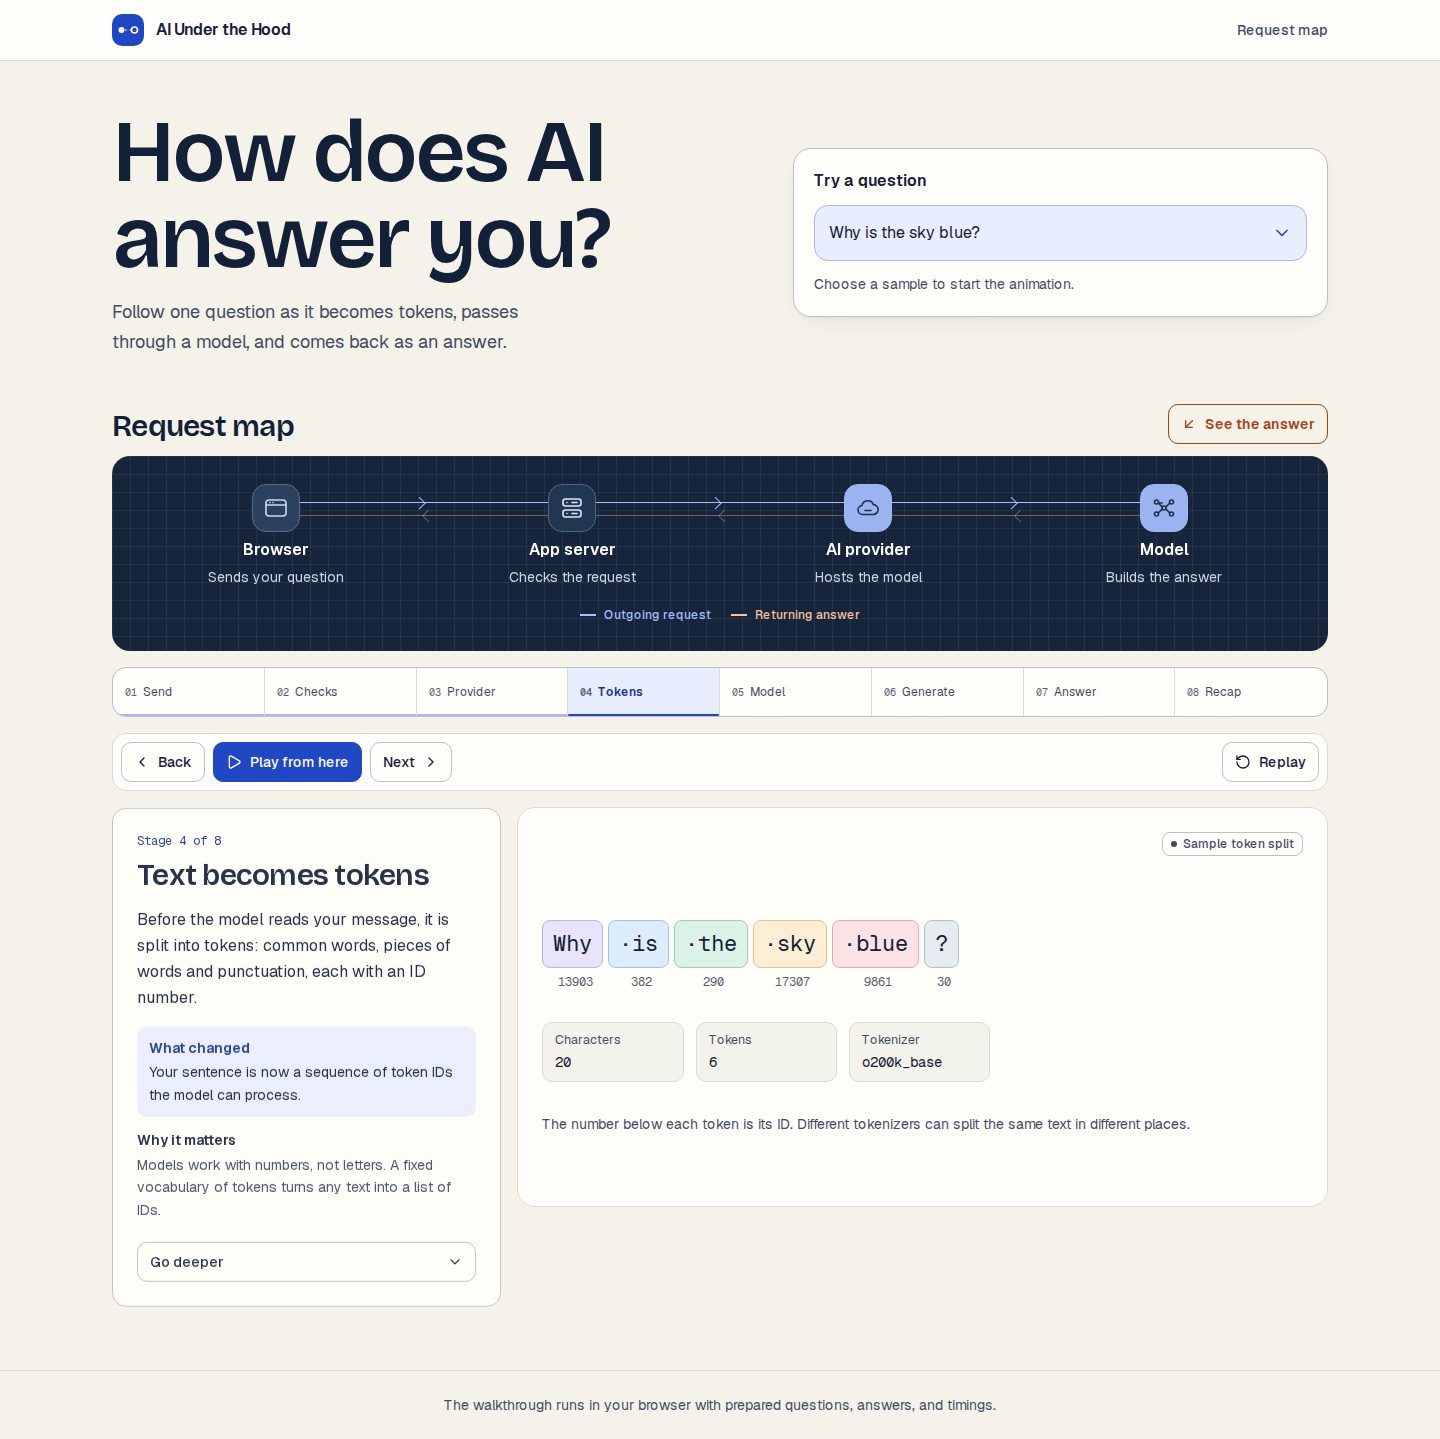 AI Under the Hood
Request map
How does AI
answer you?
Follow one question as it becomes tokens, passes
through a model, and comes back as an answer.
Try a question
Why is the sky blue?
Choose a sample to start the animation.
Request map
See the answer
Browser
Sends your question
App server
Checks the request
AI provider
Hosts the model
Model
Builds the answer
Outgoing request
Returning answer
01 Send
02 Checks
03 Provider
04 Tokens
05 Model
06 Generate
07 Answer
08 Recap
Back
Play from here
Next
Replay
Stage 4 of 8
Text becomes tokens
Before the model reads your message, it is
split into tokens: common words, pieces of
words and punctuation, each with an ID
number.
What changed
Your sentence is now a sequence of token IDs
the model can process.
Why it matters
Models work with numbers, not letters. A fixed
vocabulary of tokens turns any text into a list of
IDs.
Go deeper
Sample token split
Why ·is ·the ·sky ·blue ?
13903 382 290 17307 9861 30
Characters
20
Tokens
6
Tokenizer
o200k_base
The number below each token is its ID. Different tokenizers can split the same text in different places.
The walkthrough runs in your browser with prepared questions, answers, and timings.